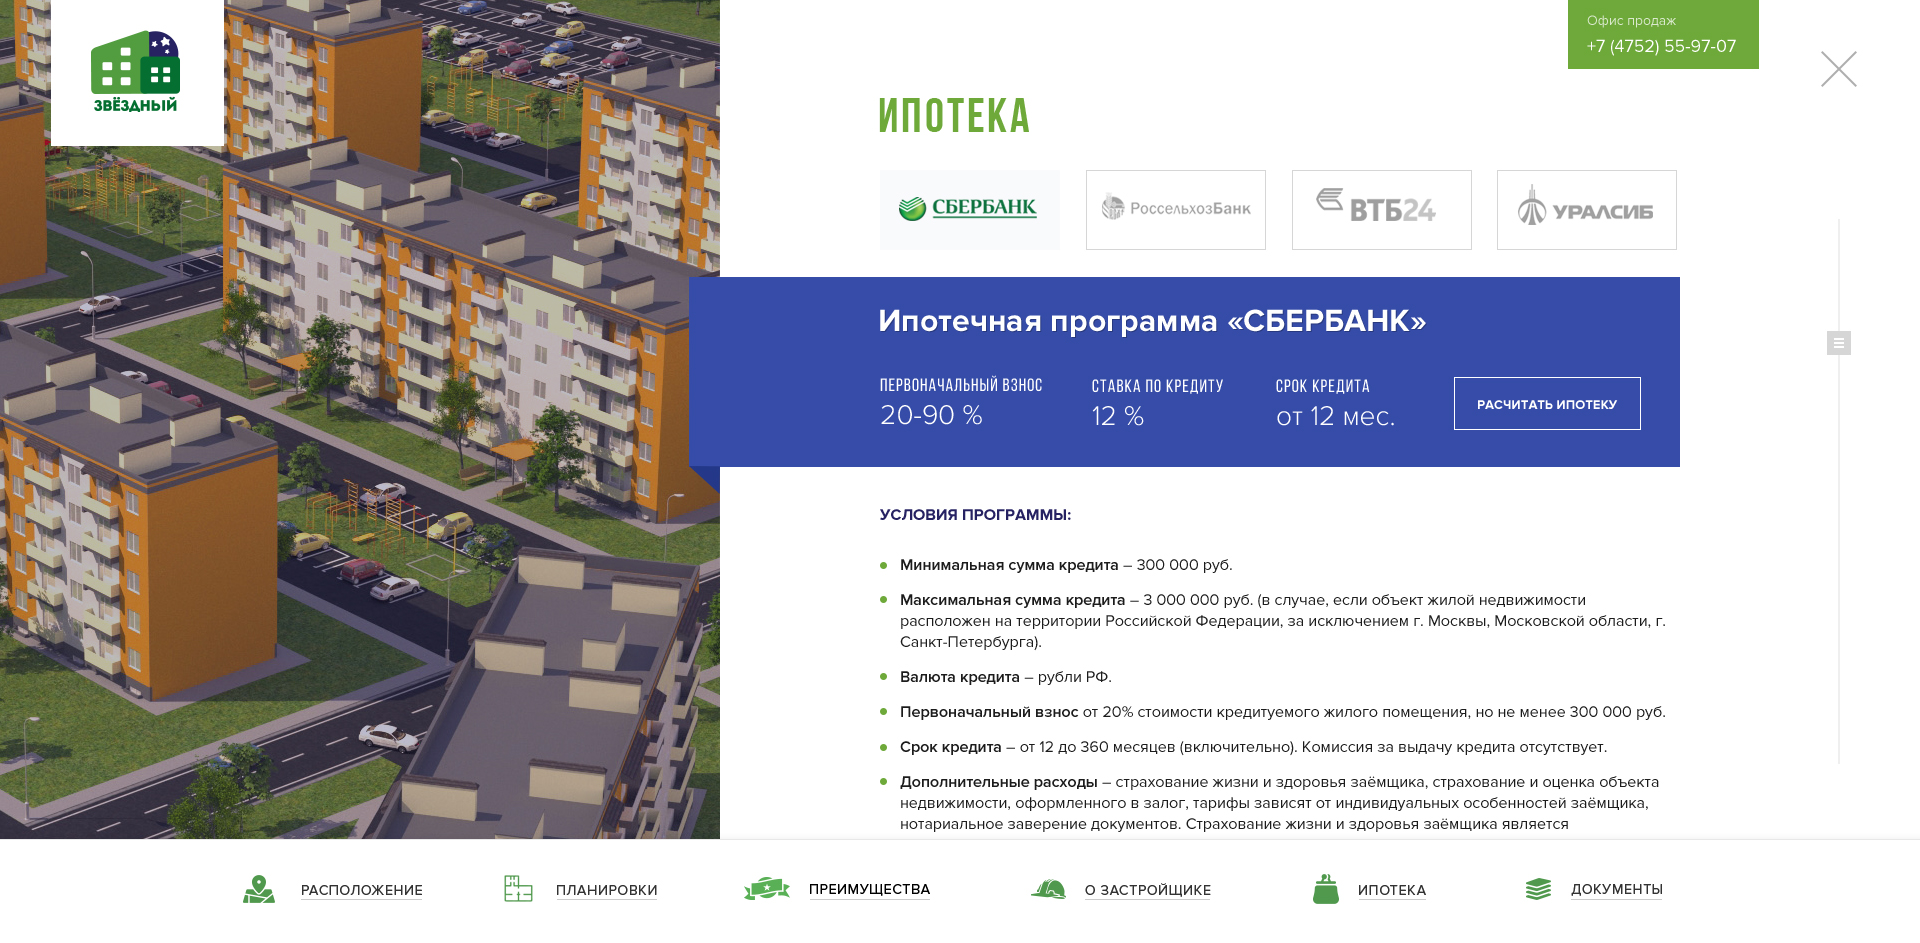 ЗВЁЗДНЫЙ
Офис продаж
+7 (4752) 55-97-07
ИПОТЕКА
СБЕРБАНК
РоссельхозБанк
ВТБ24
УРАЛСИБ
Ипотечная программа «СБЕРБАНК»
ПЕРВОНАЧАЛЬНЫЙ ВЗНОС
20-90 %
СТАВКА ПО КРЕДИТУ
12 %
СРОК КРЕДИТА
от 12 мес.
РАСЧИТАТЬ ИПОТЕКУ
УСЛОВИЯ ПРОГРАММЫ:
Минимальная сумма кредита – 300 000 руб.
Максимальная сумма кредита – 3 000 000 руб. (в случае, если объект жилой недвижимости
расположен на территории Российской Федерации, за исключением г. Москвы, Московской области, г.
Санкт-Петербурга).
Валюта кредита – рубли РФ.
Первоначальный взнос от 20% стоимости кредитуемого жилого помещения, но не менее 300 000 руб.
Срок кредита – от 12 до 360 месяцев (включительно). Комиссия за выдачу кредита отсутствует.
Дополнительные расходы – страхование жизни и здоровья заёмщика, страхование и оценка объекта
недвижимости, оформленного в залог, тарифы зависят от индивидуальных особенностей заёмщика,
нотариальное заверение документов. Страхование жизни и здоровья заёмщика является
РАСПОЛОЖЕНИЕ
ПЛАНИРОВКИ
ПРЕИМУЩЕСТВА
О ЗАСТРОЙЩИКЕ
ИПОТЕКА
ДОКУМЕНТЫ